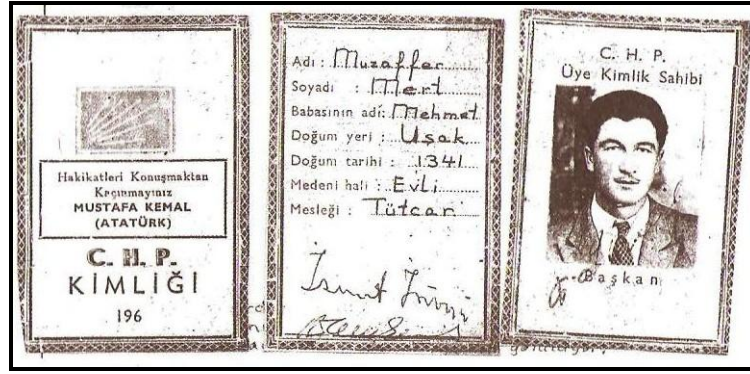 Hakikatleri Konuşmaktan
Kaçınmayınız
MUSTAFA KEMAL
(ATATÜRK)
C. H. P.
KİMLİĞİ
196
Adı : Muzaffer
Soyadı : Mert
Babasının adı: Mehmet
Doğum yeri : Uşak
Doğum tarihi : 1341
Medeni hali : Evli
Mesleği : Tütcar
İsmet İnönü
C. H. P.
Üye Kimlik Sahibi
Başkan